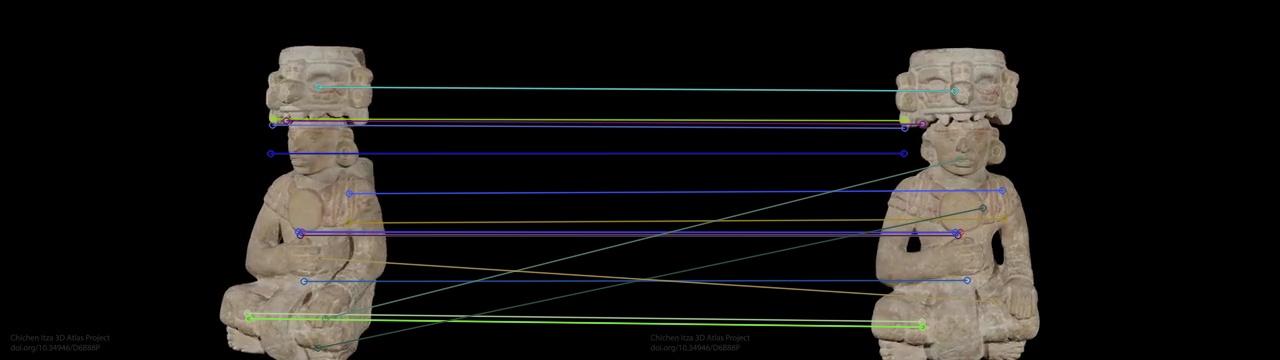 Chichen Itza 3D Atlas Project
doi.org/10.34946/D6B88P
Chichen Itza 3D Atlas Project
doi.org/10.34946/D6B88P